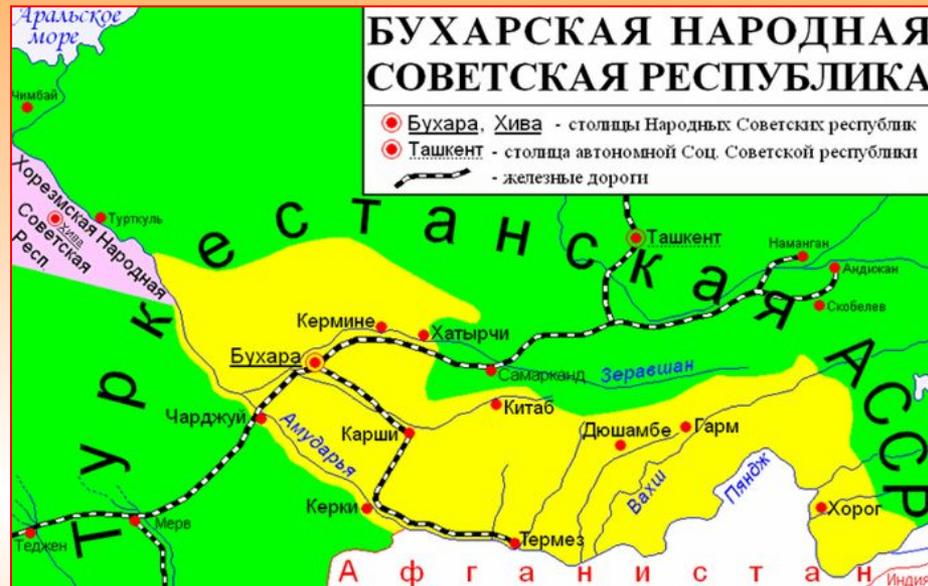 Аральское
море
БУХАРСКАЯ НАРОДНАЯ
СОВЕТСКАЯ РЕСПУБЛИКА
Бухара, Хива - столицы Народных Советских республик
Ташкент - столица автономной Соц. Советской республики
- железные дороги
Чимбай
Хорезмская Народная
Советская
Респ.
Хива
Турткуль
Туркестанская АССР
Ташкент
Наманган
Андижан
Скобелев
Кермине
Хатырчи
Бухара
Самарканд
Зеравшан
Чарджуй
Амударья
Карши
Китаб
Дюшамбе
Гарм
Вахш
Пяндж
Керки
Термез
Хорог
Мерв
Теджен
Афганистан
Индия